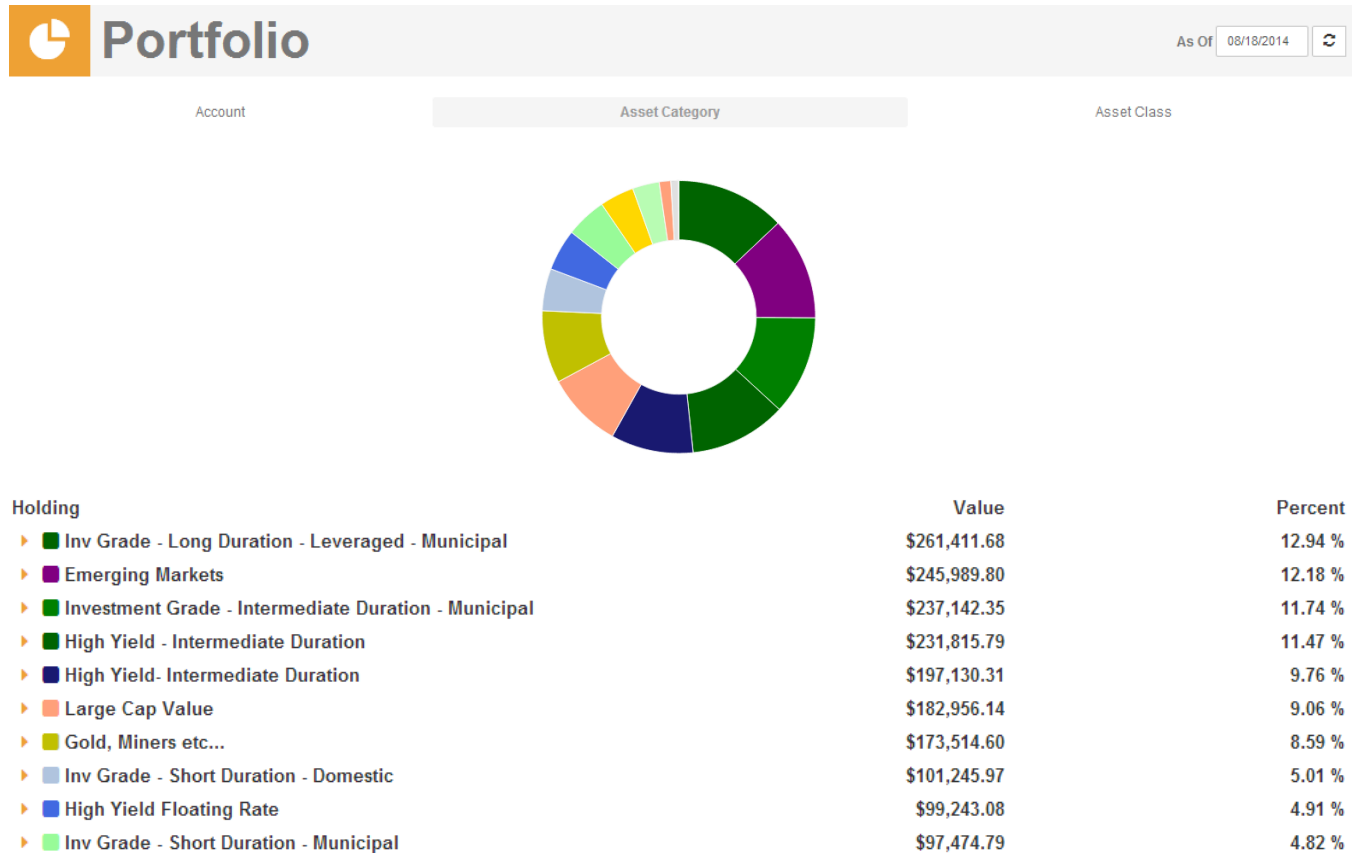 Portfolio
As Of 08/18/2014
Account Asset Category Asset Class
Holding Value Percent
Inv Grade - Long Duration - Leveraged - Municipal $261,411.68 12.94 %
Emerging Markets $245,989.80 12.18 %
Investment Grade - Intermediate Duration - Municipal $237,142.35 11.74 %
High Yield - Intermediate Duration $231,815.79 11.47 %
High Yield- Intermediate Duration $197,130.31 9.76 %
Large Cap Value $182,956.14 9.06 %
Gold, Miners etc... $173,514.60 8.59 %
Inv Grade - Short Duration - Domestic $101,245.97 5.01 %
High Yield Floating Rate $99,243.08 4.91 %
Inv Grade - Short Duration - Municipal $97,474.79 4.82 %